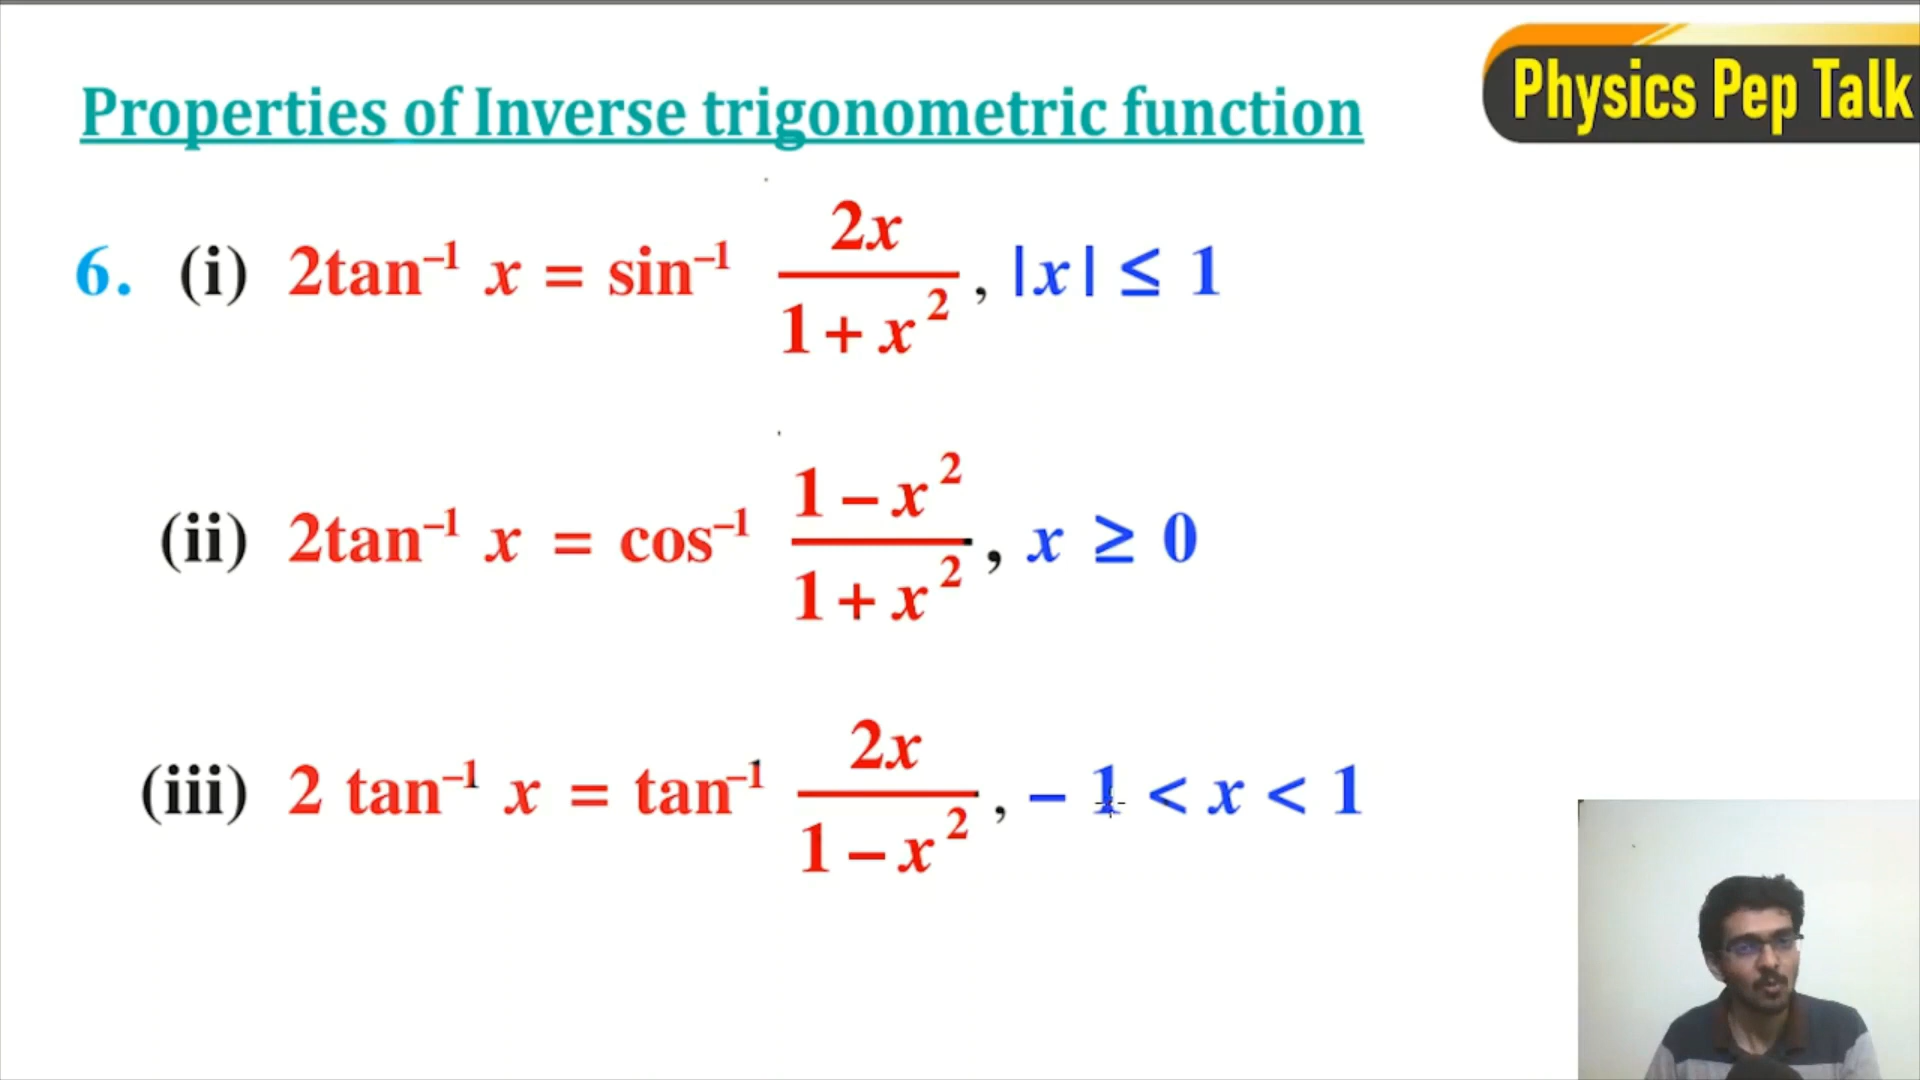 Physics Pep Talk
Properties of Inverse trigonometric function
6. (i) 2tan⁻¹ x = sin⁻¹ 2x / 1 + x², |x| ≤ 1
(ii) 2tan⁻¹ x = cos⁻¹ 1 – x² / 1 + x², x ≥ 0
(iii) 2 tan⁻¹ x = tan⁻¹ 2x / 1 – x², – 1 < x < 1